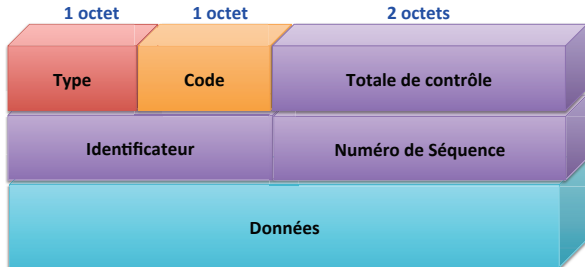 1 octet 1 octet 2 octets
Type Code Totale de contrôle
Identificateur Numéro de Séquence
Données